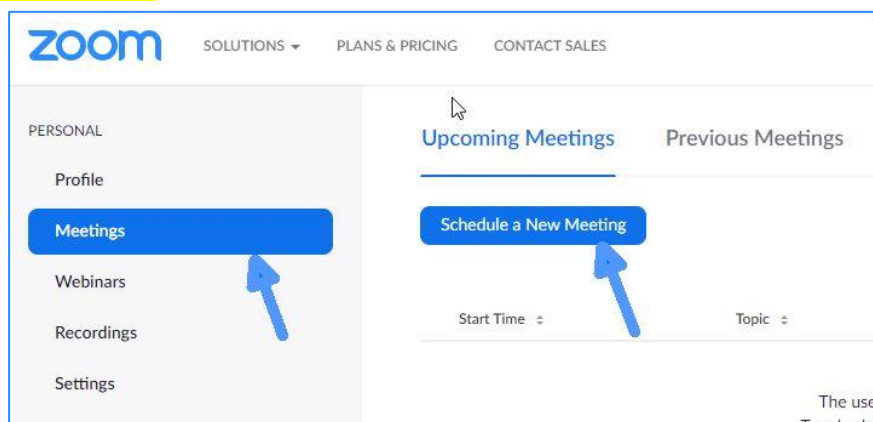 zoom SOLUTIONS PLANS & PRICING CONTACT SALES
PERSONAL
Profile
Meetings
Webinars
Recordings
Settings
Upcoming Meetings Previous Meetings
Schedule a New Meeting
Start Time Topic
The use